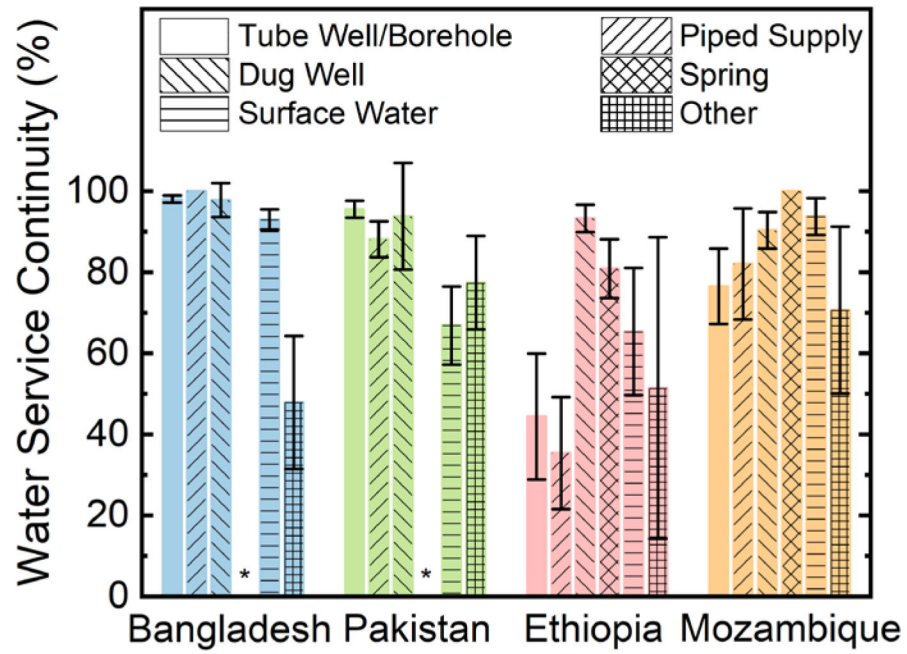 Water Service Continuity (%)
Tube Well/Borehole
Dug Well
Surface Water
Piped Supply
Spring
Other
100
80
60
40
20
0
*
*
Bangladesh Pakistan Ethiopia Mozambique